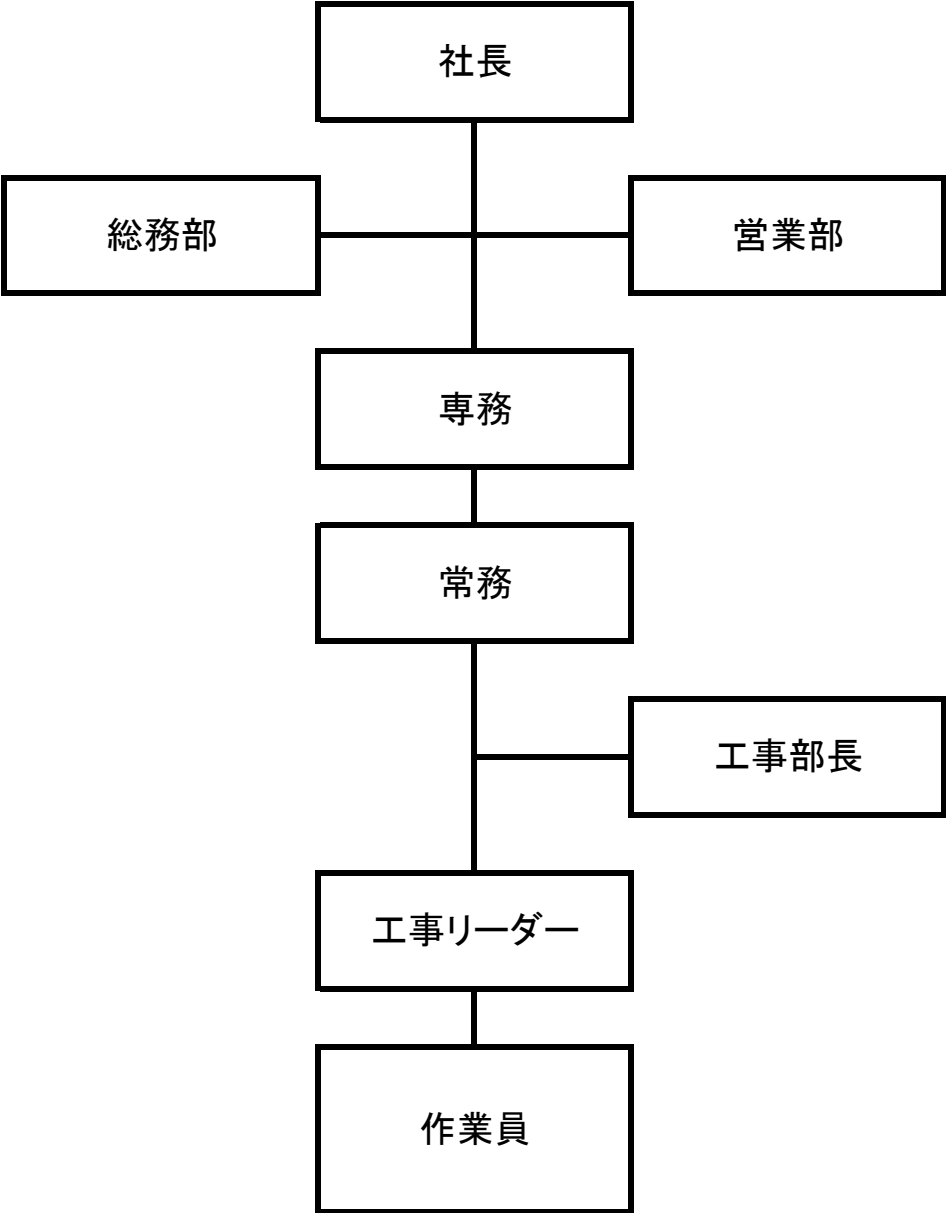 社長
総務部
営業部
専務
常務
工事部長
工事リーダー
作業員